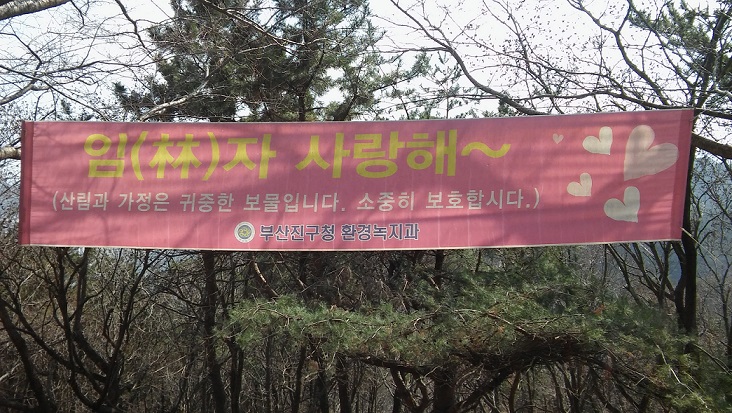 임(林)자 사랑해~
(산림과 가정은 귀중한 보물입니다. 소중히 보호합시다.)
부산진구청 환경녹지과